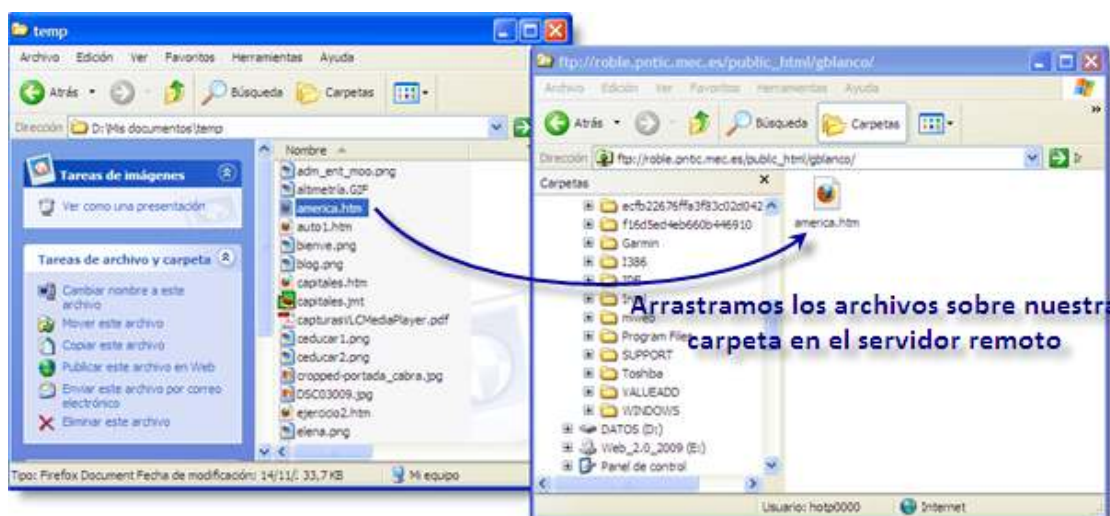 temp
Archivo Edición Ver Favoritos Herramientas Ayuda
Atrás Búsqueda Carpetas
Dirección D:\Mis documentos\temp
Tareas de imágenes
Ver como una presentación
Tareas de archivo y carpeta
Cambiar nombre a este
archivo
Mover este archivo
Copiar este archivo
Publicar este archivo en Web
Enviar este archivo por correo
electrónico
Eliminar este archivo
Nombre
adm_ent_moo.png
altimetría.GIF
america.htm
auto1.htm
bienve.png
blog.png
capitales.htm
capitales.jmt
capturasVLCMediaPlayer.pdf
ceducar1.png
ceducar2.png
cropped-portada_cabra.jpg
DSC03009.jpg
ejercicio2.htm
elena.png
Tipo: Firefox Document Fecha de modificación: 14/11/. 33,7 KB Mi equipo
ftp://roble.pntic.mec.es/public_html/gblanco/
Archivo Edición Ver Favoritos Herramientas Ayuda
Atrás Búsqueda Carpetas »
Dirección ftp://roble.pntic.mec.es/public_html/gblanco/ Ir
Carpetas
ecfb22676ffa3f83c02d042
f16d5ed4eb660b446910
Garmin
I386
Intel
miweb
Program Files
SUPPORT
Toshiba
VALUEADD
WINDOWS
DATOS (D:)
Web_2.0_2009 (E:)
Panel de control
america.htm
Arrastramos los archivos sobre nuestra
carpeta en el servidor remoto
Usuario: hotp0000 Internet